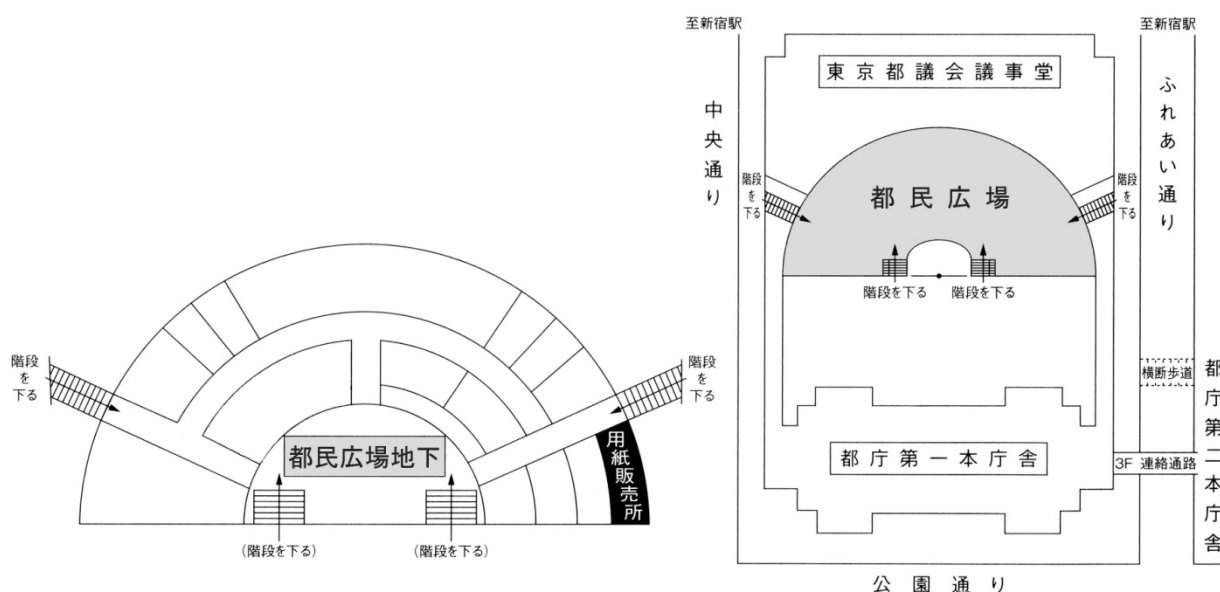 階段
を
下る
階段
を
下る
都民広場地下
用紙販売所
(階段を下る)
(階段を下る)
至新宿駅
至新宿駅
東京都議会議事堂
中央通り
ふれあい通り
階段
を
下る
階段
を
下る
都民広場
階段を下る
階段を下る
横断歩道
都庁第二本庁舎
都庁第一本庁舎
3F 連絡通路
公園通り